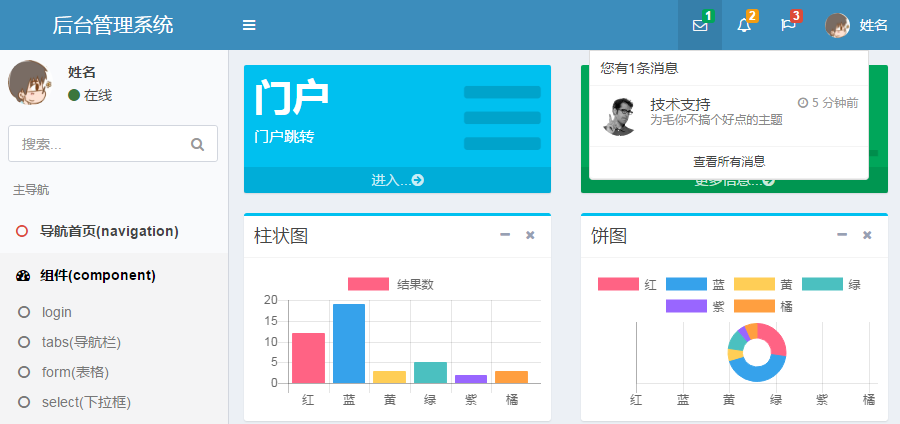 后台管理系统
1
2
3
姓名
姓名
在线
搜索...
主导航
导航首页(navigation)
组件(component)
login
tabs(导航栏)
form(表格)
select(下拉框)
门户
门户跳转
进入...
您有1条消息
技术支持
5 分钟前
为毛你不搞个好点的主题
查看所有消息
更多信息...
柱状图
结果数
20
15
10
5
0
红 蓝 黄 绿 紫 橘
饼图
红 蓝 黄 绿
紫 橘
红 蓝 黄 绿 紫 橘